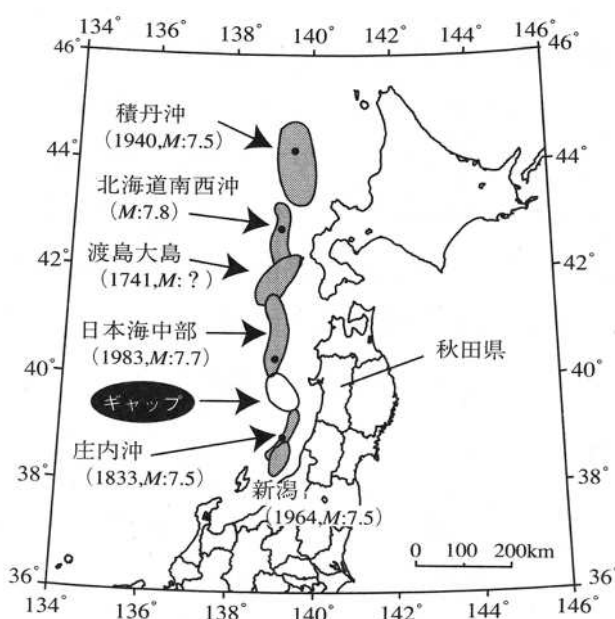 134° 136° 138° 140° 142° 144° 146°
46° 46°
積丹沖
(1940,M:7.5)
44° 44°
北海道南西沖
(M:7.8)
渡島大島
(1741,M:?)
42° 42°
日本海中部
(1983,M:7.7)
秋田県
40° 40°
ギャップ
庄内沖
(1833,M:7.5)
38° 38°
新潟
(1964,M:7.5)
0 100 200km
36° 36°
134° 136° 138° 140° 142° 144° 146°